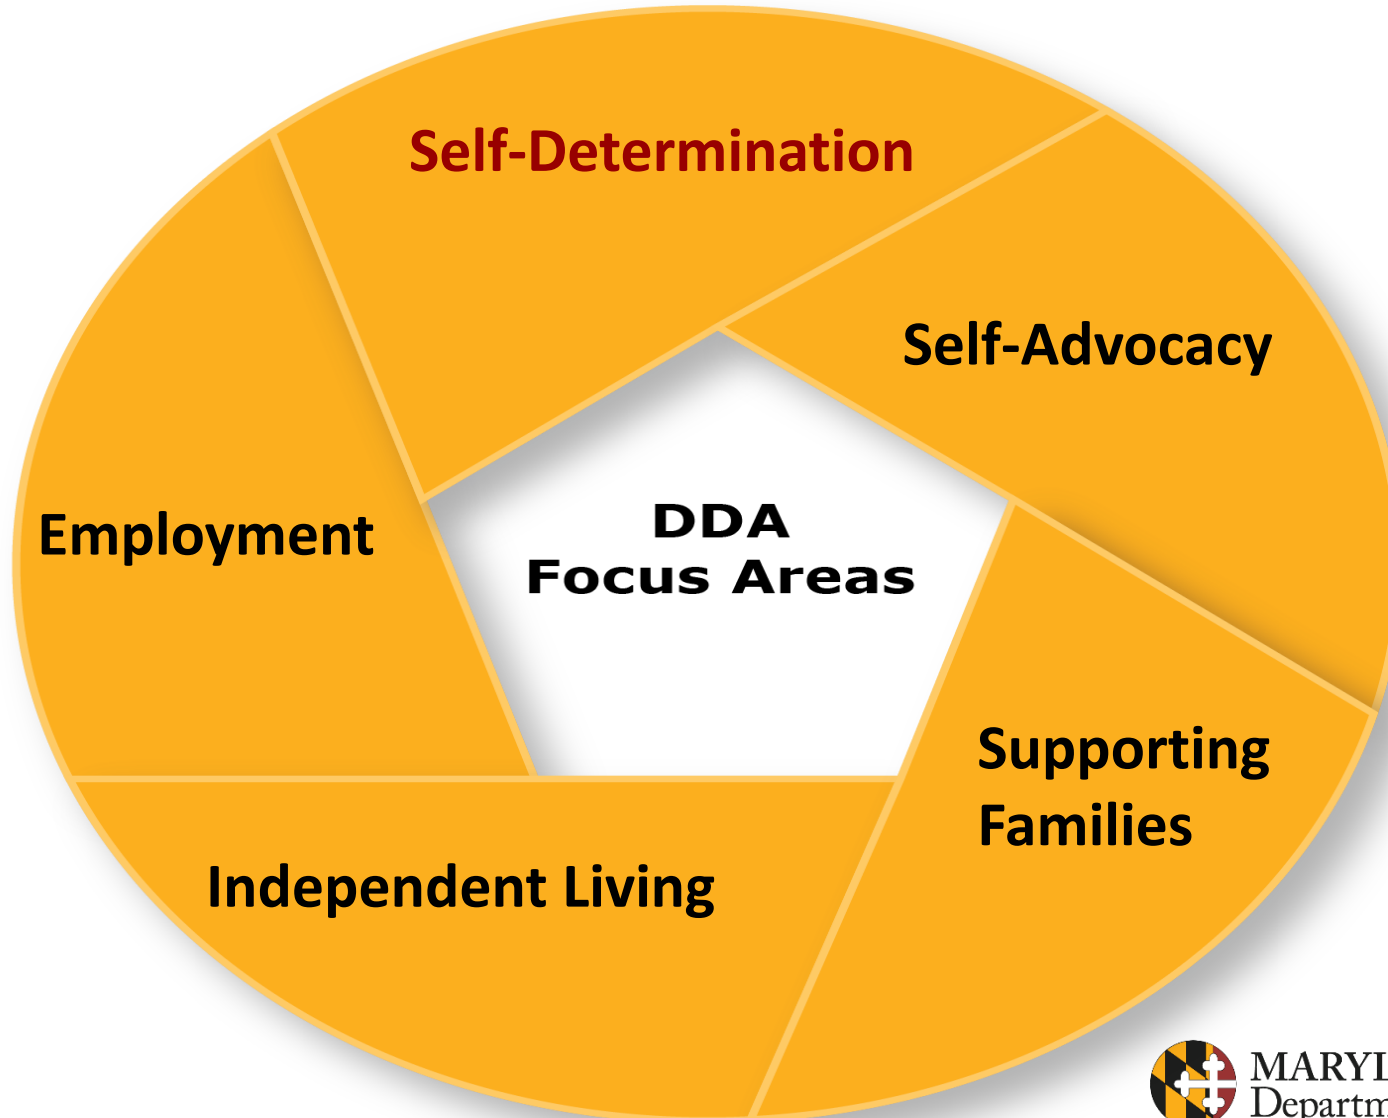 Self-Determination
Self-Advocacy
Employment
DDA
Focus Areas
Supporting
Families
Independent Living